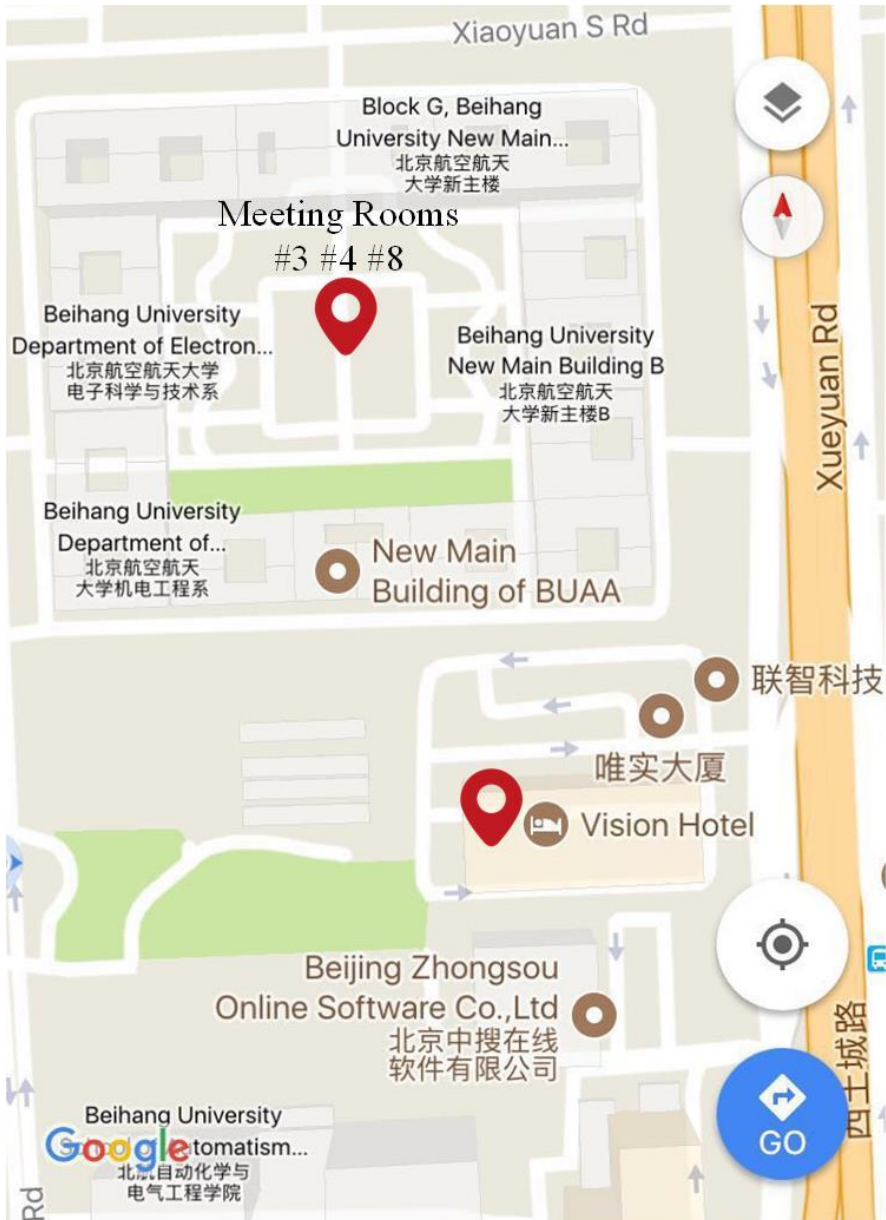 Xiaoyuan S Rd
Block G, Beihang
University New Main...
北京航空航天
大学新主楼
Meeting Rooms
#3 #4 #8
Beihang University
Department of Electron...
北京航空航天大学
电子科学与技术系
Beihang University
New Main Building B
北京航空航天
大学新主楼B
Xueyuan Rd
Beihang University
Department of...
北京航空航天
大学机电工程系
New Main
Building of BUAA
联智科技
唯实大厦
Vision Hotel
Beijing Zhongsou
Online Software Co.,Ltd
北京中搜在线
软件有限公司
四土城路
GO
Beihang University
Google
tomatism...
北航自动化学与
电气工程学院
Rd